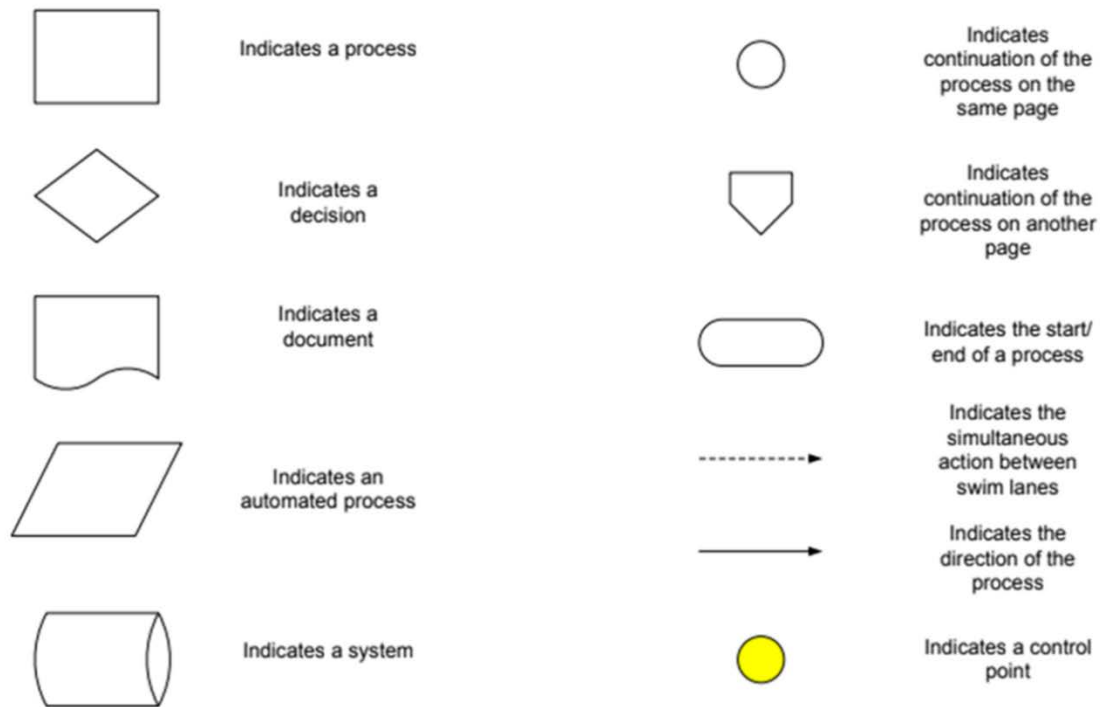 Indicates a process
Indicates a
decision
Indicates a
document
Indicates an
automated process
Indicates a system
Indicates
continuation of the
process on the
same page
Indicates
continuation of the
process on another
page
Indicates the start/
end of a process
Indicates the
simultaneous
action between
swim lanes
Indicates the
direction of the
process
Indicates a control
point